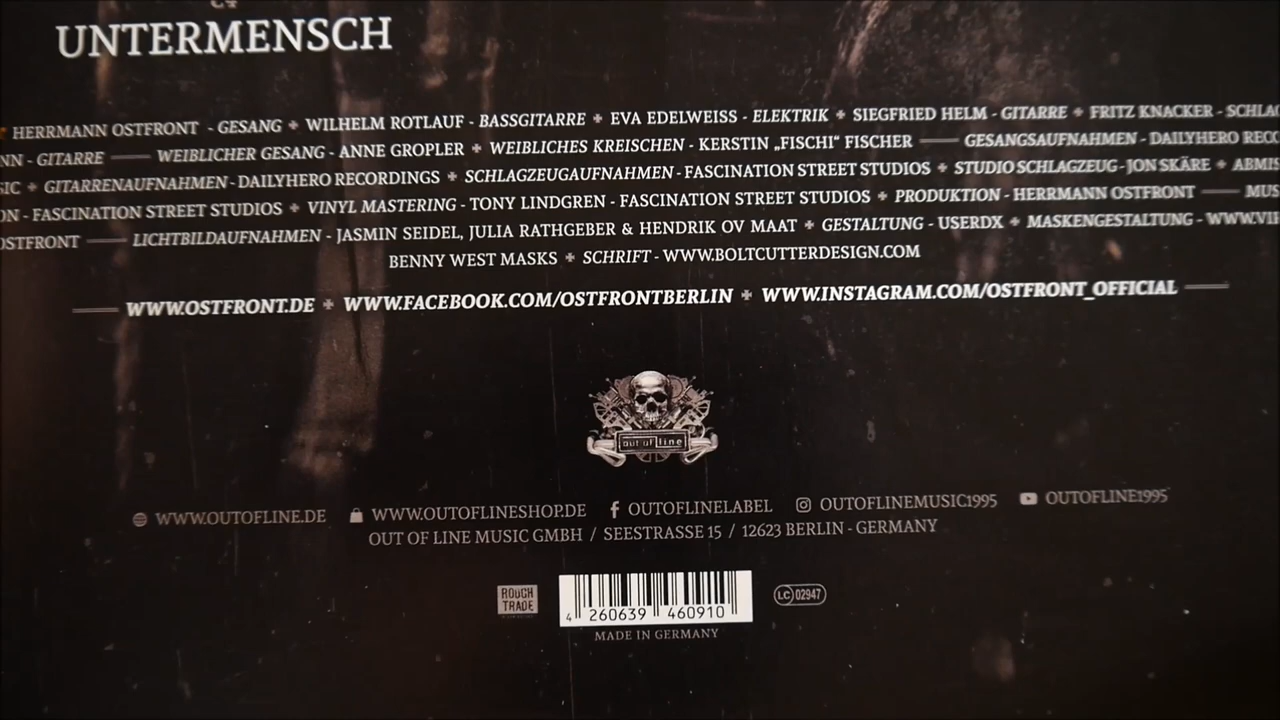 UNTERMENSCH
HERRMANN OSTFRONT - GESANG ✠ WILHELM ROTLAUF - BASSGITARRE ✠ EVA EDELWEISS - ELEKTRIK ✠ SIEGFRIED HELM - GITARRE ✠ FRITZ KNACKER - SCHLA
NN - GITARRE —— WEIBLICHER GESANG - ANNE GROPLER ✠ WEIBLICHES KREISCHEN - KERSTIN „FISCHI“ FISCHER —— GESANGSAUFNAHMEN - DAILYHERO RECO
SIC ✠ GITARRENAUFNAHMEN - DAILYHERO RECORDINGS ✠ SCHLAGZEUGAUFNAHMEN - FASCINATION STREET STUDIOS ✠ STUDIO SCHLAGZEUG - JON SKÄRE ✠ ABMIS
ON - FASCINATION STREET STUDIOS ✠ VINYL MASTERING - TONY LINDGREN - FASCINATION STREET STUDIOS ✠ PRODUKTION - HERRMANN OSTFRONT —— MUS
OSTFRONT —— LICHTBILDAUFNAHMEN - JASMIN SEIDEL, JULIA RATHGEBER & HENDRIK OV MAAT ✠ GESTALTUNG - USERDX ✠ MASKENGESTALTUNG - WWW.VII
BENNY WEST MASKS ✠ SCHRIFT - WWW.BOLTCUTTERDESIGN.COM
—— WWW.OSTFRONT.DE ✠ WWW.FACEBOOK.COM/OSTFRONTBERLIN ✠ WWW.INSTAGRAM.COM/OSTFRONT_OFFICIAL ——
out of line
WWW.OUTOFLINE.DE WWW.OUTOFLINESHOP.DE OUTOFLINELABEL OUTOFLINEMUSIC1995 OUTOFLINE1995
OUT OF LINE MUSIC GMBH / SEESTRASSE 15 / 12623 BERLIN - GERMANY
ROUGH TRADE
4 260639 460910
LC 02947
MADE IN GERMANY